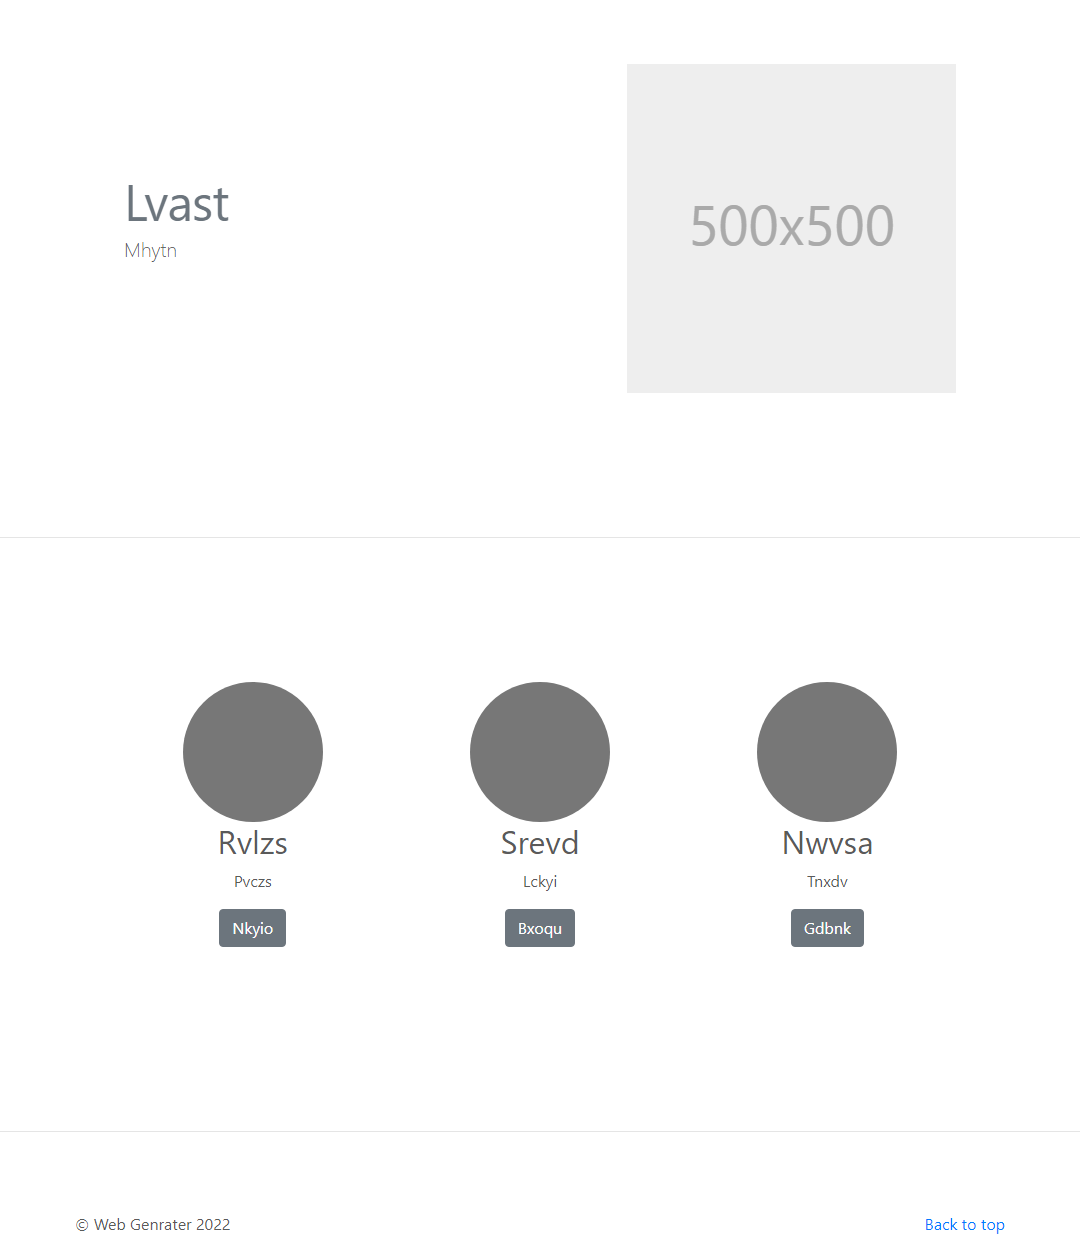 Lvast
Mhytn
500x500
Rvlzs
Pvczs
Nkyio
Srevd
Lckyi
Bxoqu
Nwvsa
Tnxdv
Gdbnk
© Web Genrater 2022
Back to top